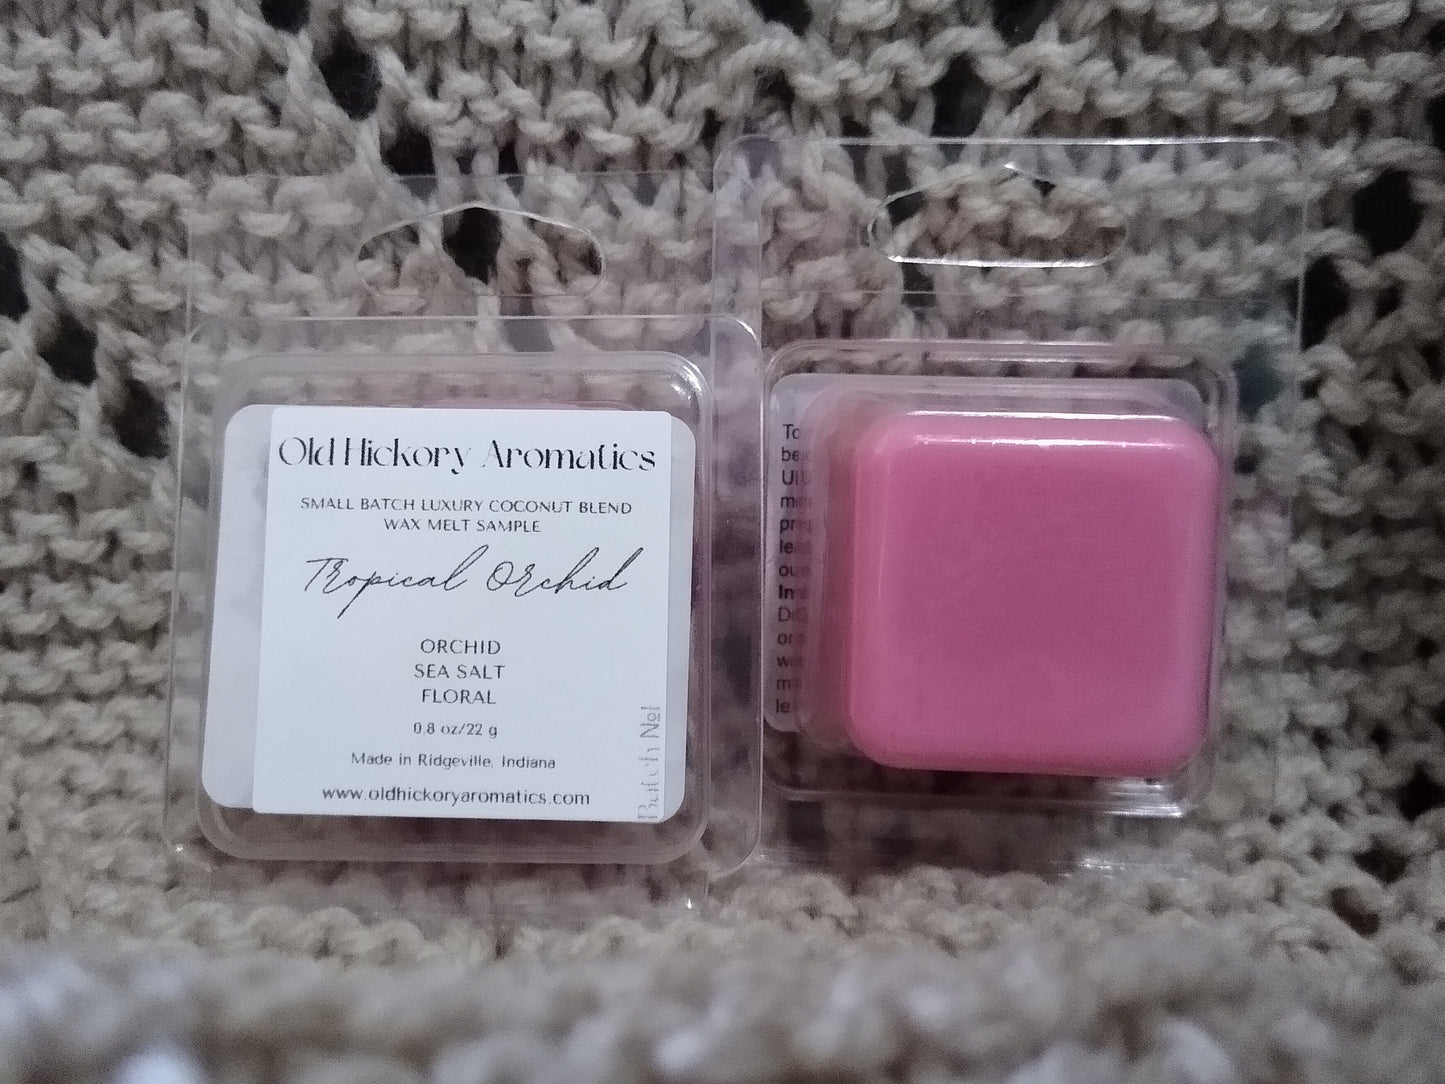 Old Hickory Aromatics
SMALL BATCH LUXURY COCONUT BLEND
WAX MELT SAMPLE
Tropical Orchid
ORCHID
SEA SALT
FLORAL
0.8 oz/22 g
Made in Ridgeville, Indiana
www.oldhickoryaromatics.com
Batch No1